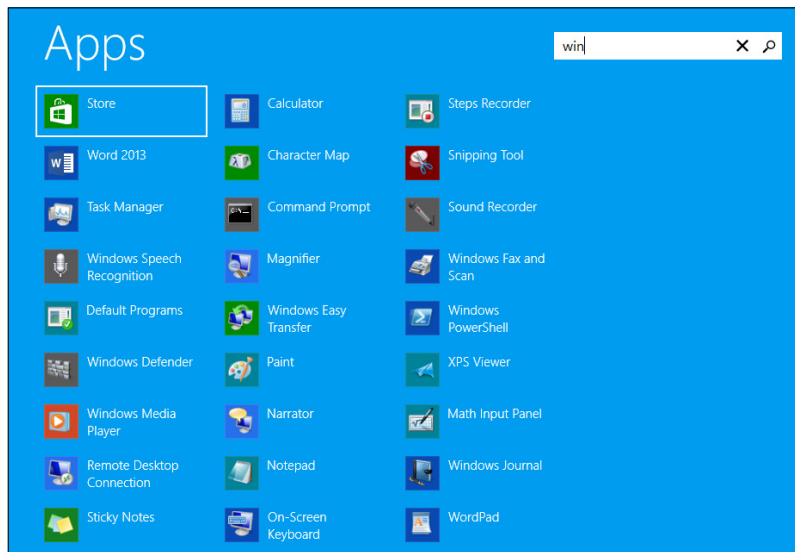 Apps
win
Store
Word 2013
Task Manager
Windows Speech
Recognition
Default Programs
Windows Defender
Windows Media
Player
Remote Desktop
Connection
Sticky Notes
Calculator
Character Map
Command Prompt
Magnifier
Windows Easy
Transfer
Paint
Narrator
Notepad
On-Screen
Keyboard
Steps Recorder
Snipping Tool
Sound Recorder
Windows Fax and
Scan
Windows
PowerShell
XPS Viewer
Math Input Panel
Windows Journal
WordPad